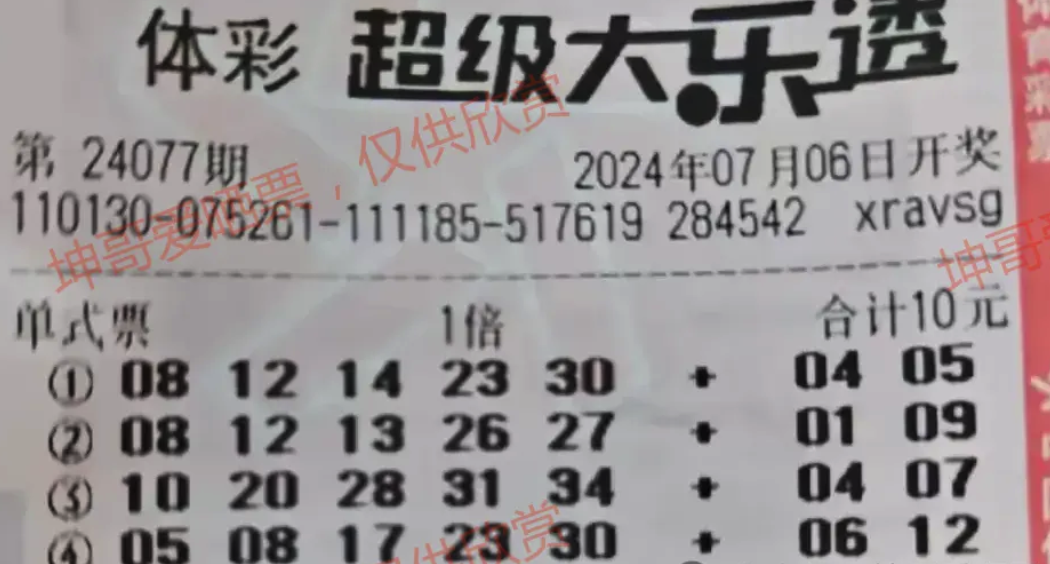 体彩 超级大乐透
第 24077期 2024年07月06日开奖
110130-075261-111185-517619 284542 xravsg
单式票 1倍 合计10元
① 08 12 14 23 30 + 04 05
② 08 12 13 26 27 + 01 09
③ 10 20 28 31 34 + 04 07
④ 05 08 17 23 30 + 06 12
坤哥爱晒票，仅供欣赏
坤哥
仅供欣赏
体育彩票